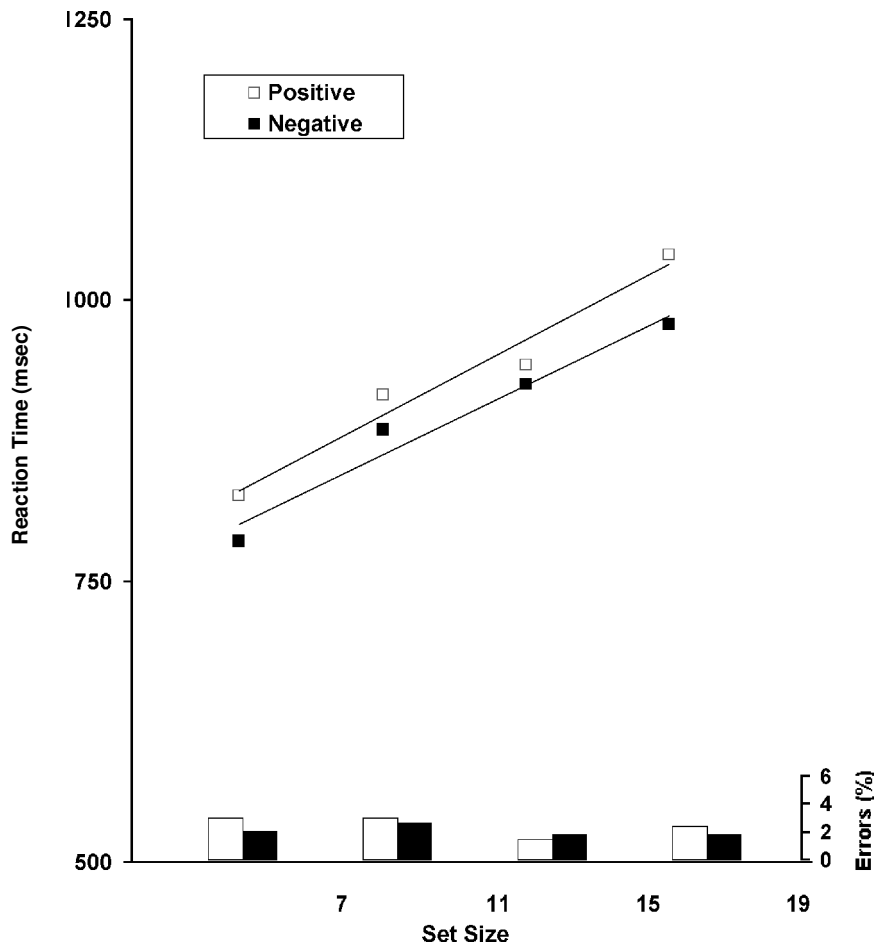 1250
Positive
Negative
1000
Reaction Time (msec)
750
6
4
2
0
Errors (%)
500
7 11 15 19
Set Size